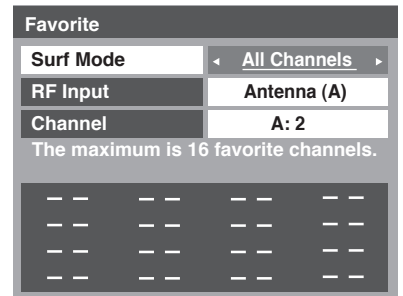 Favorite
Surf Mode ◂ All Channels ▸
RF Input Antenna (A)
Channel A: 2
The maximum is 16 favorite channels.
– – – – – – – –
– – – – – – – –
– – – – – – – –
– – – – – – – –